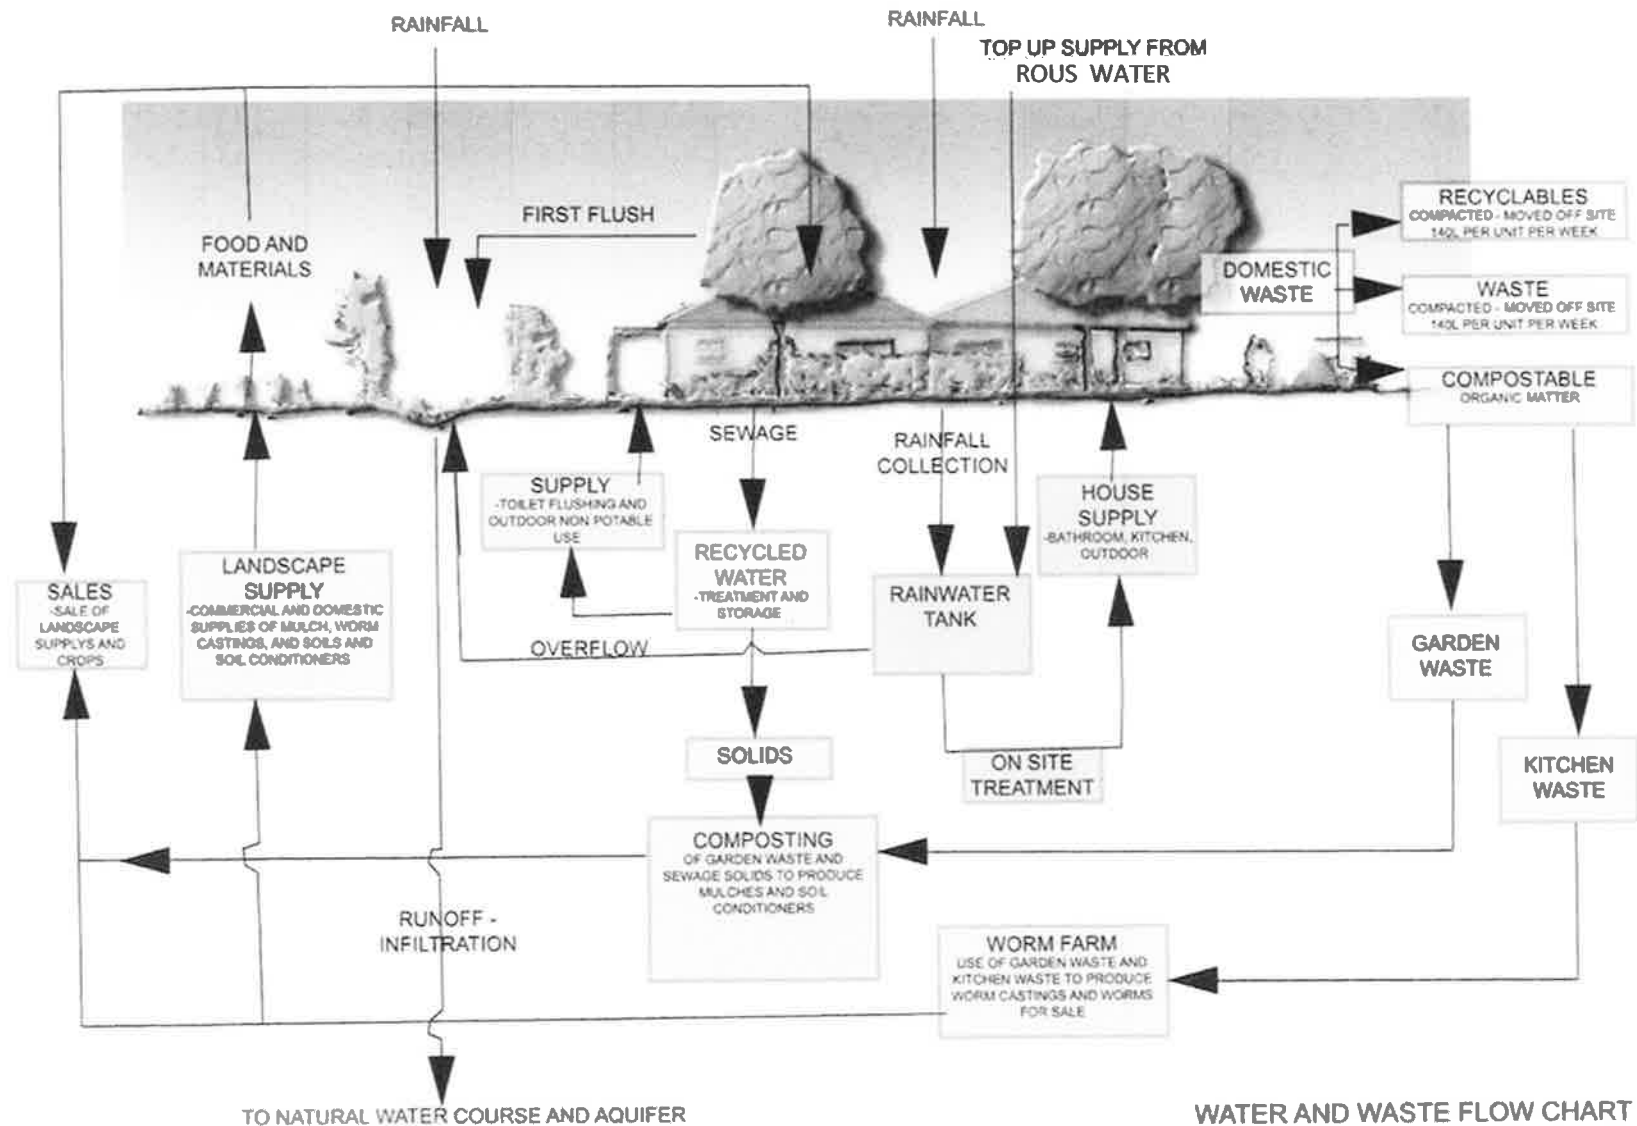 RAINFALL
RAINFALL
TOP UP SUPPLY FROM
ROUS WATER
FIRST FLUSH
FOOD AND
MATERIALS
DOMESTIC
WASTE
RECYCLABLES
COMPACTED - MOVED OFF SITE
140L PER UNIT PER WEEK
WASTE
COMPACTED - MOVED OFF SITE
140L PER UNIT PER WEEK
COMPOSTABLE
ORGANIC MATTER
SEWAGE
RAINFALL
COLLECTION
SUPPLY
-TOILET FLUSHING AND
OUTDOOR NON POTABLE
USE
HOUSE
SUPPLY
-BATHROOM, KITCHEN,
OUTDOOR
RECYCLED
WATER
-TREATMENT AND
STORAGE
RAINWATER
TANK
SALES
-SALE OF
LANDSCAPE
SUPPLYS AND
CROPS
LANDSCAPE
SUPPLY
-COMMERCIAL AND DOMESTIC
SUPPLIES OF MULCH, WORM
CASTINGS, AND SOILS AND
SOIL CONDITIONERS
OVERFLOW
GARDEN
WASTE
SOLIDS
ON SITE
TREATMENT
KITCHEN
WASTE
COMPOSTING
OF GARDEN WASTE AND
SEWAGE SOLIDS TO PRODUCE
MULCHES AND SOIL
CONDITIONERS
RUNOFF -
INFILTRATION
WORM FARM
USE OF GARDEN WASTE AND
KITCHEN WASTE TO PRODUCE
WORM CASTINGS AND WORMS
FOR SALE
TO NATURAL WATER COURSE AND AQUIFER
WATER AND WASTE FLOW CHART